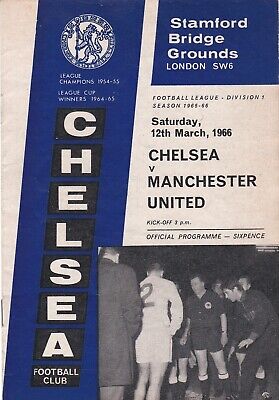 Stamford
Bridge
Grounds
LONDON SW6
LEAGUE
CHAMPIONS 1954-55
LEAGUE CUP
WINNERS 1964-65
FOOTBALL LEAGUE - DIVISION 1
SEASON 1965-66
Saturday,
12th March, 1966
CHELSEA
v
MANCHESTER
UNITED
KICK-OFF 3 p.m.
OFFICIAL PROGRAMME — SIXPENCE
CHELSEA
FOOTBALL
CLUB
2